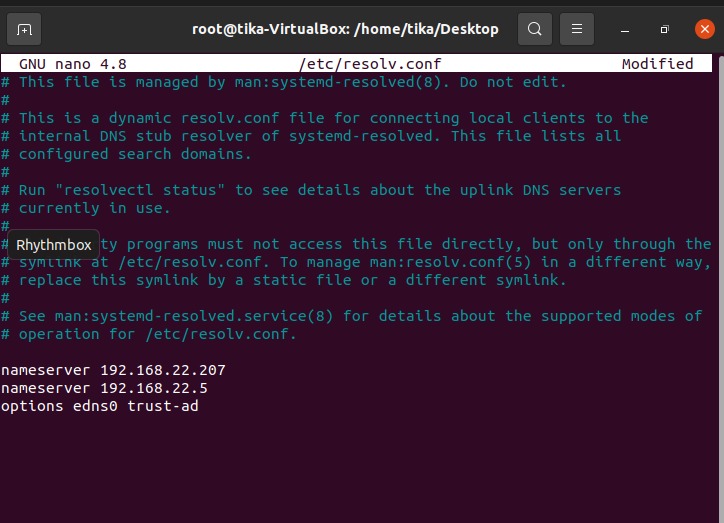 root@tika-VirtualBox: /home/tika/Desktop
GNU nano 4.8 /etc/resolv.conf Modified
# This file is managed by man:systemd-resolved(8). Do not edit.
#
# This is a dynamic resolv.conf file for connecting local clients to the
# internal DNS stub resolver of systemd-resolved. This file lists all
# configured search domains.
#
# Run "resolvectl status" to see details about the uplink DNS servers
# currently in use.
#
# ty programs must not access this file directly, but only through the
Rhythmbox
# symlink at /etc/resolv.conf. To manage man:resolv.conf(5) in a different way,
# replace this symlink by a static file or a different symlink.
#
# See man:systemd-resolved.service(8) for details about the supported modes of
# operation for /etc/resolv.conf.
nameserver 192.168.22.207
nameserver 192.168.22.5
options edns0 trust-ad